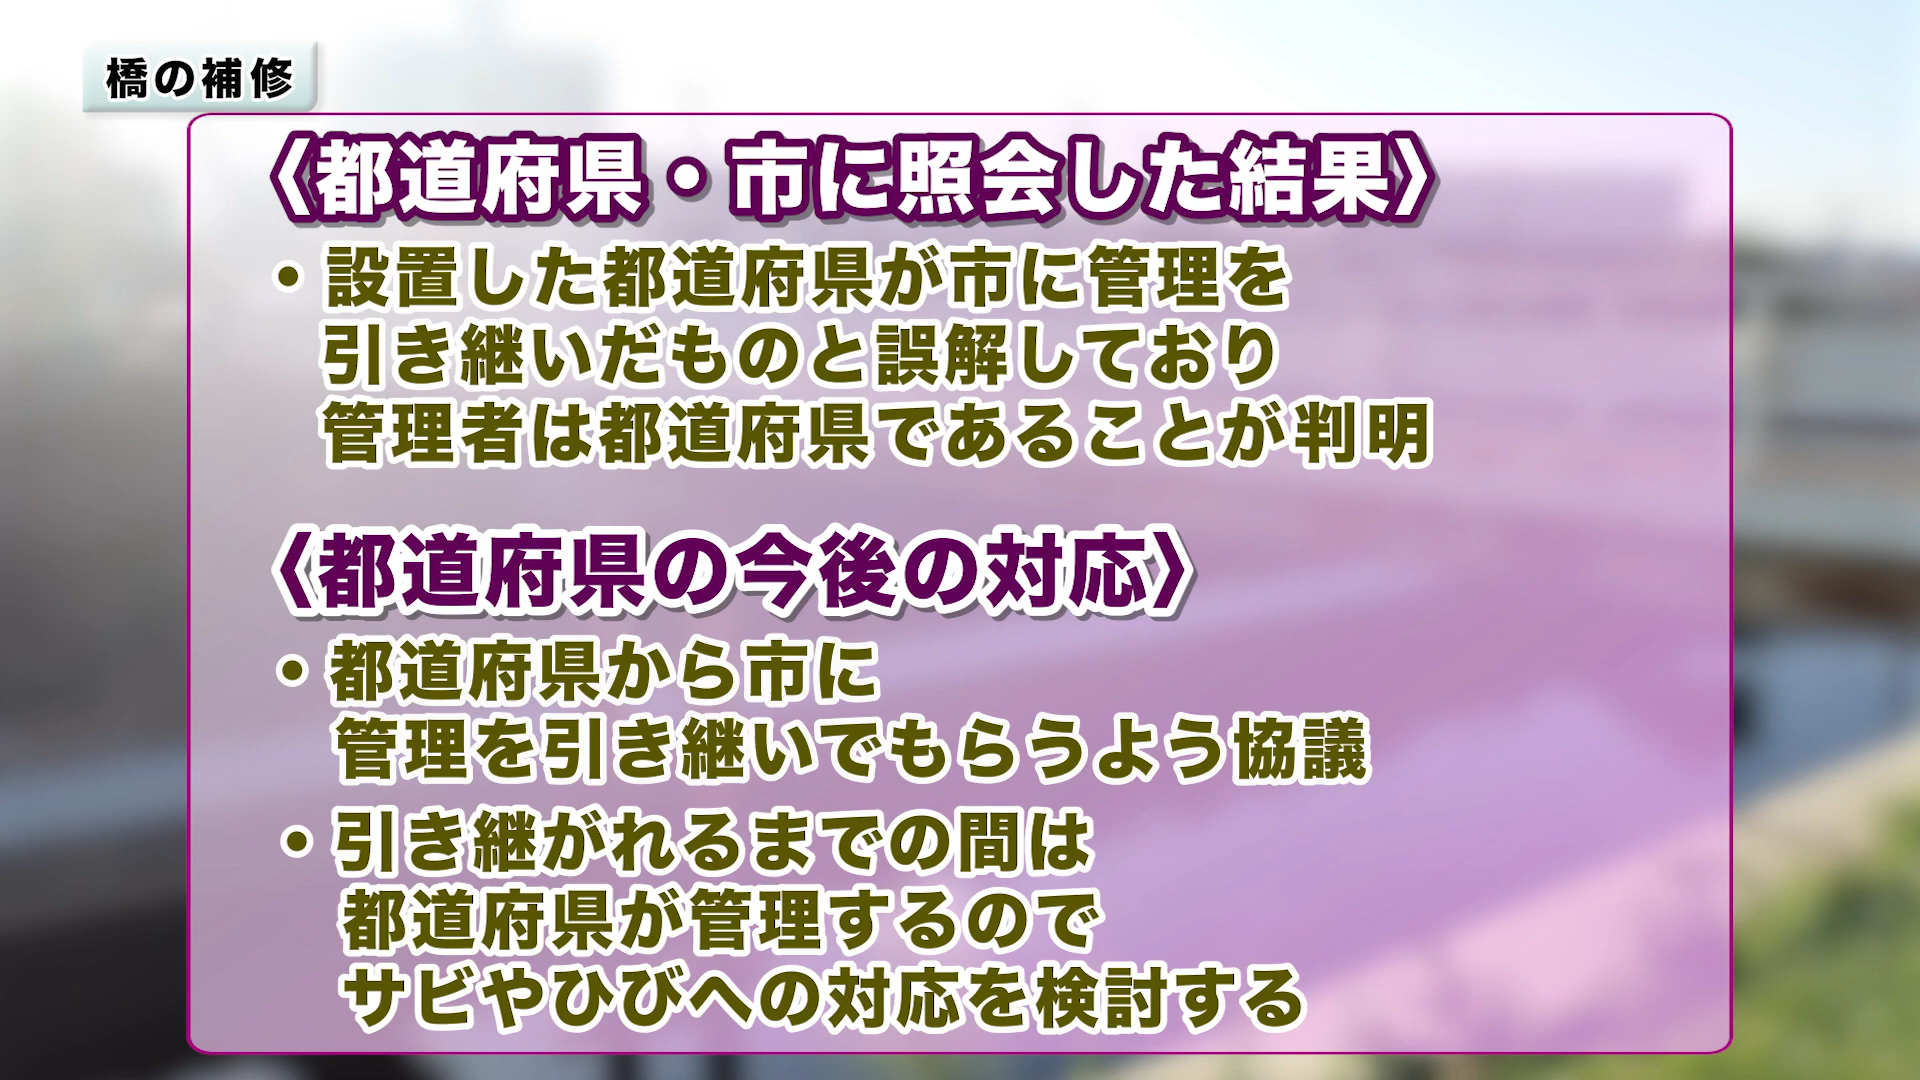 橋の補修
〈都道府県・市に照会した結果〉
・設置した都道府県が市に管理を
引き継いだものと誤解しており
管理者は都道府県であることが判明
〈都道府県の今後の対応〉
・都道府県から市に
管理を引き継いでもらうよう協議
・引き継がれるまでの間は
都道府県が管理するので
サビやひびへの対応を検討する